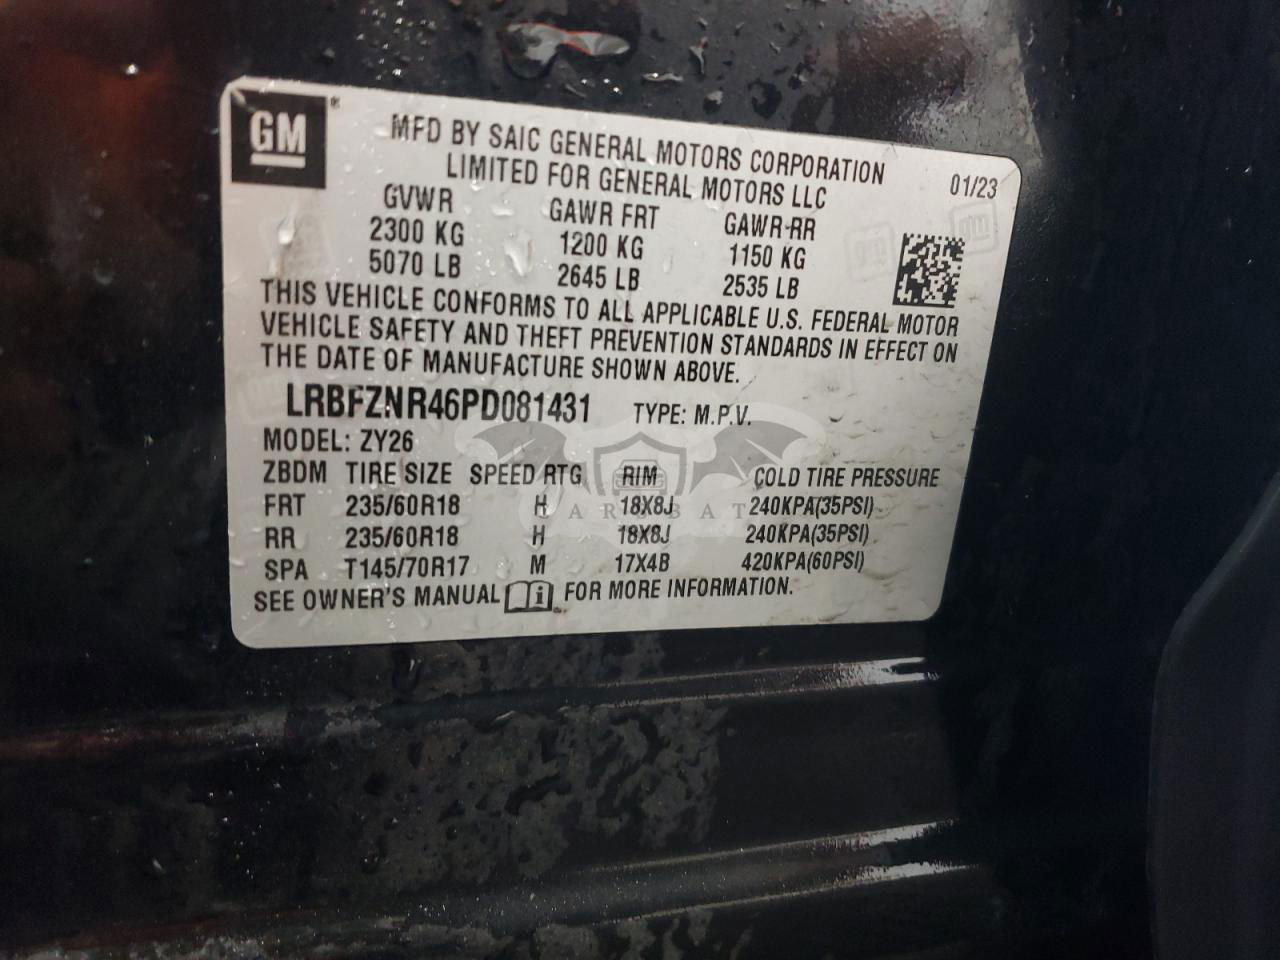 GM ®
MFD BY SAIC GENERAL MOTORS CORPORATION
LIMITED FOR GENERAL MOTORS LLC
01/23
GVWR GAWR FRT GAWR-RR
2300 KG 1200 KG 1150 KG
5070 LB 2645 LB 2535 LB
THIS VEHICLE CONFORMS TO ALL APPLICABLE U.S. FEDERAL MOTOR
VEHICLE SAFETY AND THEFT PREVENTION STANDARDS IN EFFECT ON
THE DATE OF MANUFACTURE SHOWN ABOVE.
LRBFZNR46PD081431 TYPE: M.P.V.
MODEL: ZY26
ZBDM TIRE SIZE SPEED RTG RIM COLD TIRE PRESSURE
FRT 235/60R18 H 18X8J 240KPA(35PSI)
RR 235/60R18 H 18X8J 240KPA(35PSI)
SPA T145/70R17 M 17X4B 420KPA(60PSI)
SEE OWNER'S MANUAL i FOR MORE INFORMATION.